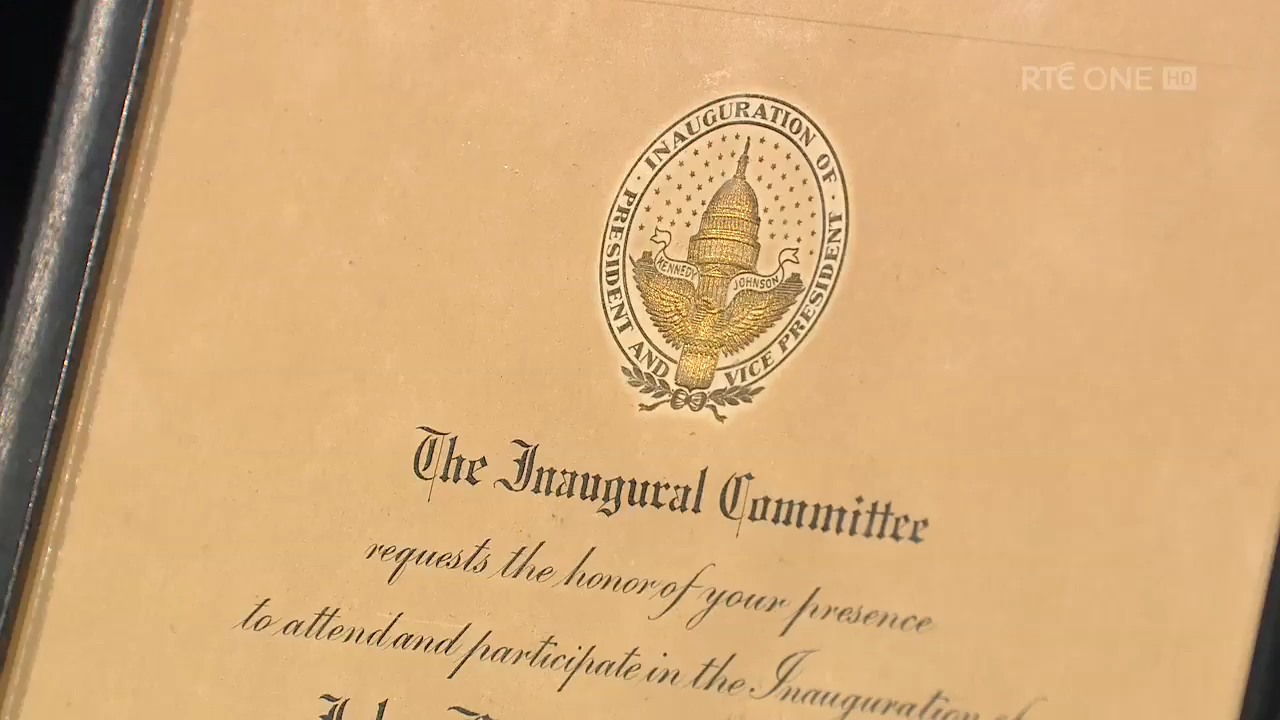 RTÉ ONE HD
· INAUGURATION OF · PRESIDENT AND VICE PRESIDENT
KENNEDY JOHNSON
The Inaugural Committee
requests the honor of your presence
to attend and participate in the Inauguration of